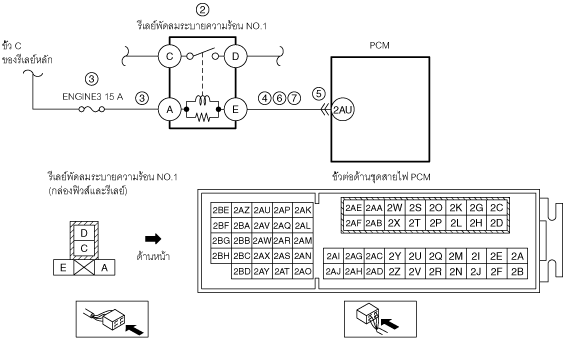 ②
รีเลย์พัดลมระบายความร้อน NO.1
ขั้ว C
ของรีเลย์หลัก
C
D
PCM
③
ENGINE3 15 A
③
A
E
④ ⑥ ⑦
⑤
2AU
รีเลย์พัดลมระบายความร้อน NO.1
(กล่องฟิวส์และรีเลย์)
D
C
E
A
ด้านหน้า
ขั้วต่อด้านชุดสายไฟ PCM
2BE 2AZ 2AU 2AP 2AK
2BF 2BA 2AV 2AQ 2AL
2BG 2BB 2AW 2AR 2AM
2BH 2BC 2AX 2AS 2AN
2BD 2AY 2AT 2AO
2AE 2AA 2W 2S 2O 2K 2G 2C
2AF 2AB 2X 2T 2P 2L 2H 2D
2AI 2AG 2AC 2Y 2U 2Q 2M 2I 2E 2A
2AJ 2AH 2AD 2Z 2V 2R 2N 2J 2F 2B